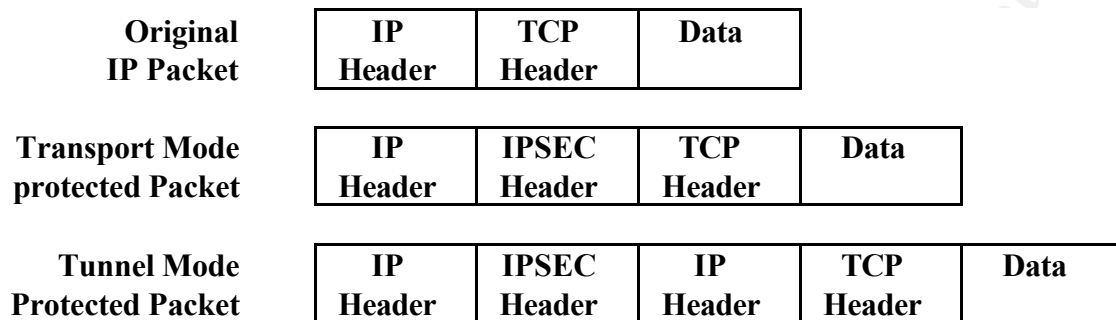 Original IP TCP Data
IP Packet Header Header
Transport Mode IP IPSEC TCP Data
protected Packet Header Header Header
Tunnel Mode IP IPSEC IP TCP Data
Protected Packet Header Header Header Header